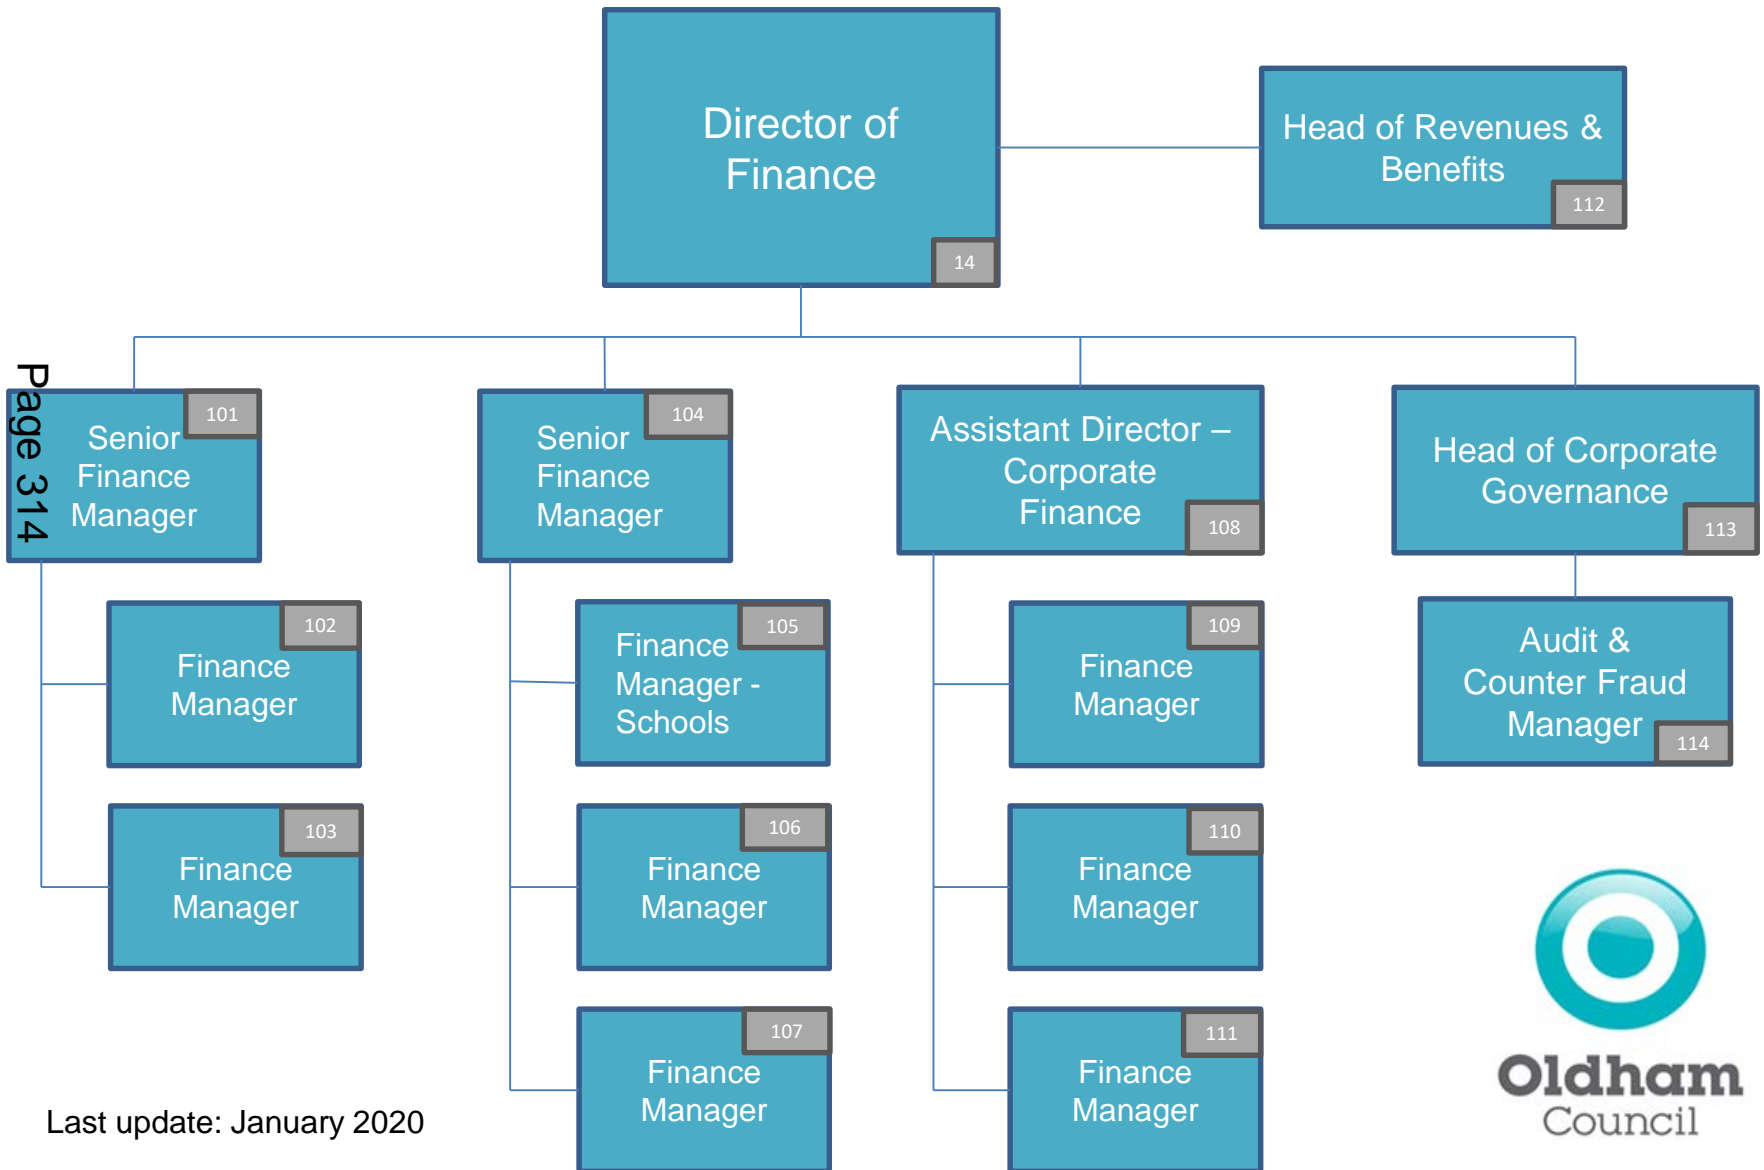 Director of
Finance
14
Head of Revenues &
Benefits
112
Page 314
101
Senior
Finance
Manager
104
Senior
Finance
Manager
Assistant Director –
Corporate
Finance
108
Head of Corporate
Governance
113
102
Finance
Manager
105
Finance
Manager -
Schools
109
Finance
Manager
Audit &
Counter Fraud
Manager
114
103
Finance
Manager
106
Finance
Manager
110
Finance
Manager
107
Finance
Manager
111
Finance
Manager
Oldham
Council
Last update: January 2020